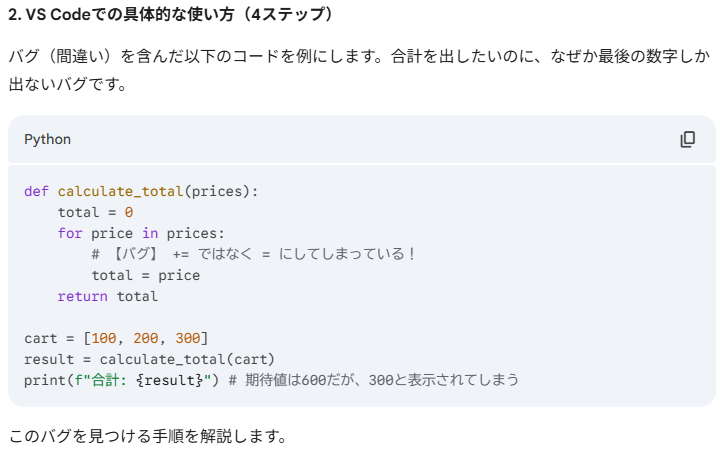 2. VS Codeでの具体的な使い方（4ステップ）
バグ（間違い）を含んだ以下のコードを例にします。合計を出したいのに、なぜか最後の数字しか
出ないバグです。
Python
def calculate_total(prices):
    total = 0
    for price in prices:
        # 【バグ】 += ではなく = にしてしまっている！
        total = price
    return total

cart = [100, 200, 300]
result = calculate_total(cart)
print(f"合計: {result}") # 期待値は600だが、300と表示されてしまう
このバグを見つける手順を解説します。